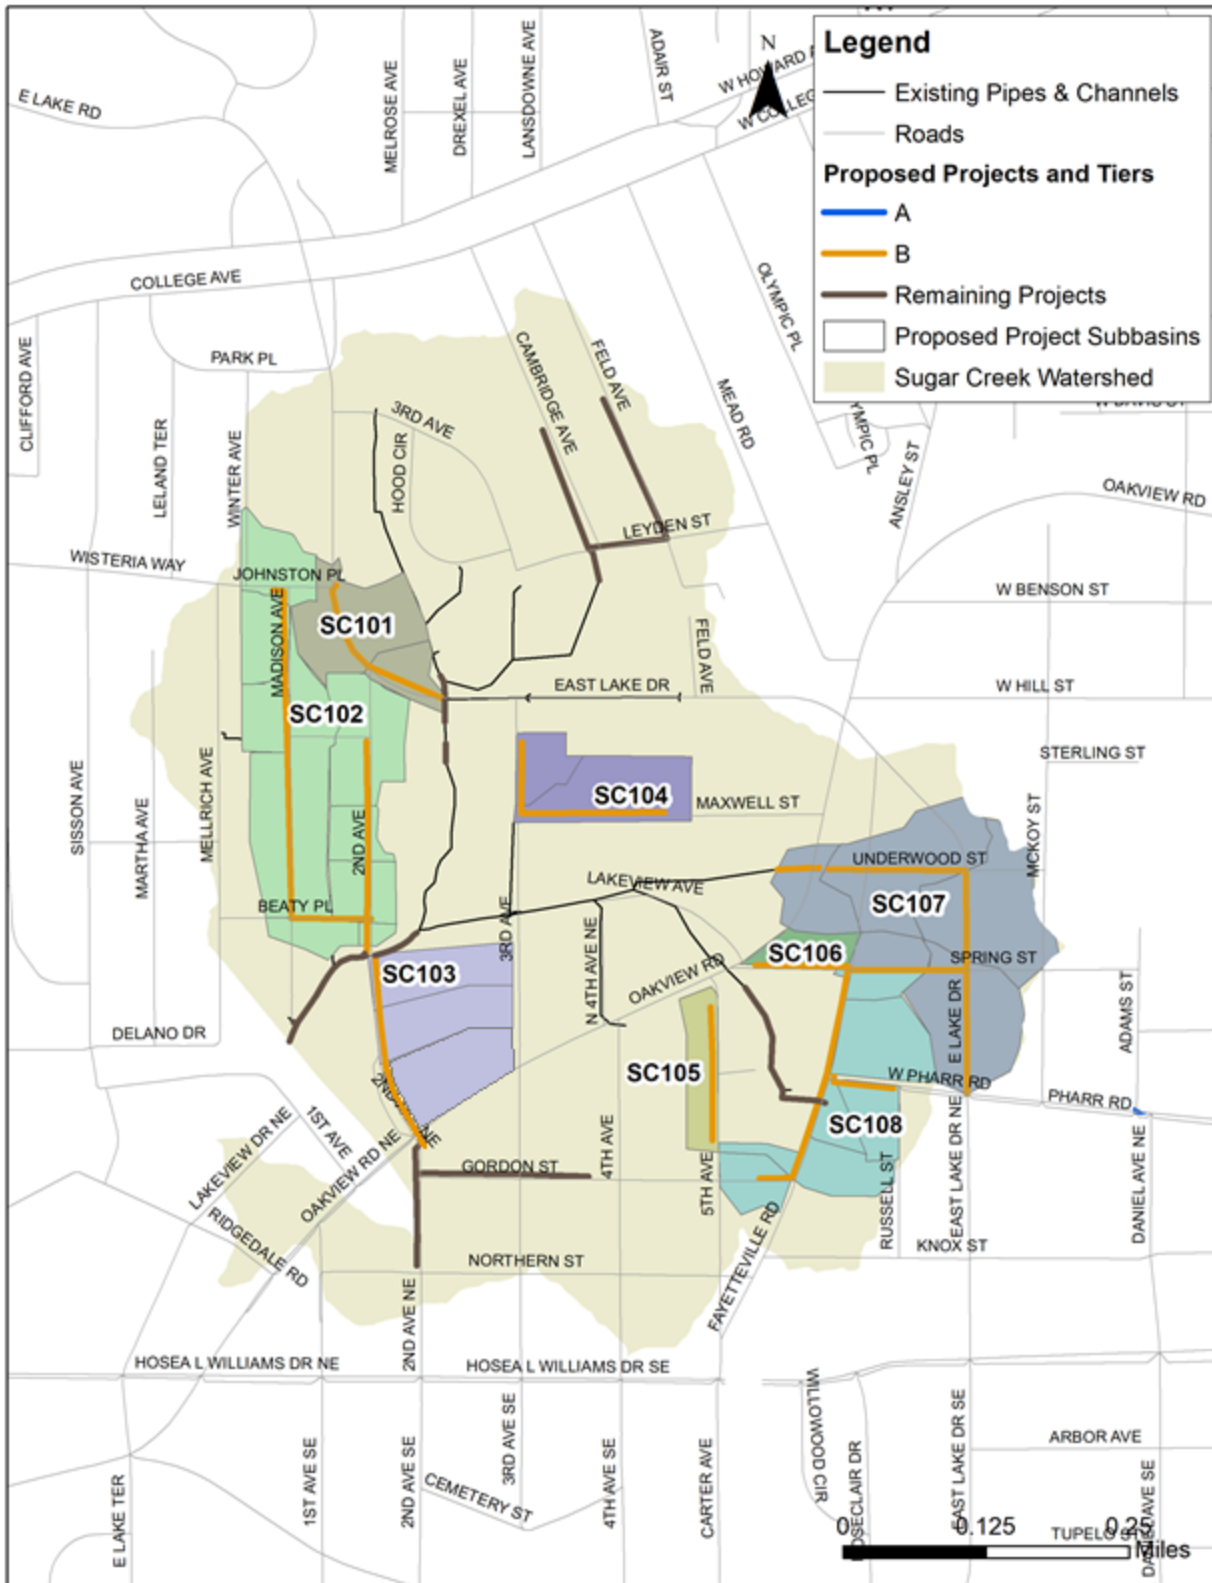 Legend
Existing Pipes & Channels
Roads
Proposed Projects and Tiers
A
B
Remaining Projects
Proposed Project Subbasins
Sugar Creek Watershed
N
E LAKE RD
MELROSE AVE
DREXEL AVE
LANSDOWNE AVE
ADAIR ST
W HOWARD
COLLEGE AVE
PARK PL
OLYMPIC PL
CLIFFORD AVE
LELAND TER
WINTER AVE
3RD AVE
HOOD CIR
CAMBRIDGE AVE
FELD AVE
MEAD RD
ANSLEY ST
OAKVIEW RD
LEYDEN ST
WISTERIA WAY
JOHNSTON PL
W BENSON ST
MADISON AVE
SC101
FELD AVE
EAST LAKE DR
W HILL ST
SC102
STERLING ST
SISSON AVE
MARTHA AVE
MELLRICH AVE
2ND AVE
SC104
MAXWELL ST
MCKOY ST
UNDERWOOD ST
LAKEVIEW AVE
BEATY PL
3RD AVE
N 4TH AVE NE
SC107
SC106
SPRING ST
SC103
OAKVIEW RD
E LAKE DR
ADAMS ST
DELANO DR
SC105
W PHARR RD
PHARR RD
SC108
1ST AVE
LAKEVIEW DR NE
OAKVIEW RD NE
RIDGEDALE RD
GORDON ST
4TH AVE
5TH AVE
FAYETTEVILLE RD
RUSSELL ST
EAST LAKE DR NE
DANIEL AVE NE
KNOX ST
NORTHERN ST
2ND AVE NE
HOSEA L WILLIAMS DR NE
HOSEA L WILLIAMS DR SE
WILLOWOOD CIR
EAST LAKE DR SE
ARBOR AVE
E LAKE TER
1ST AVE SE
2ND AVE SE
3RD AVE SE
CEMETERY ST
4TH AVE SE
CARTER AVE
0
0.125
0.25
Miles